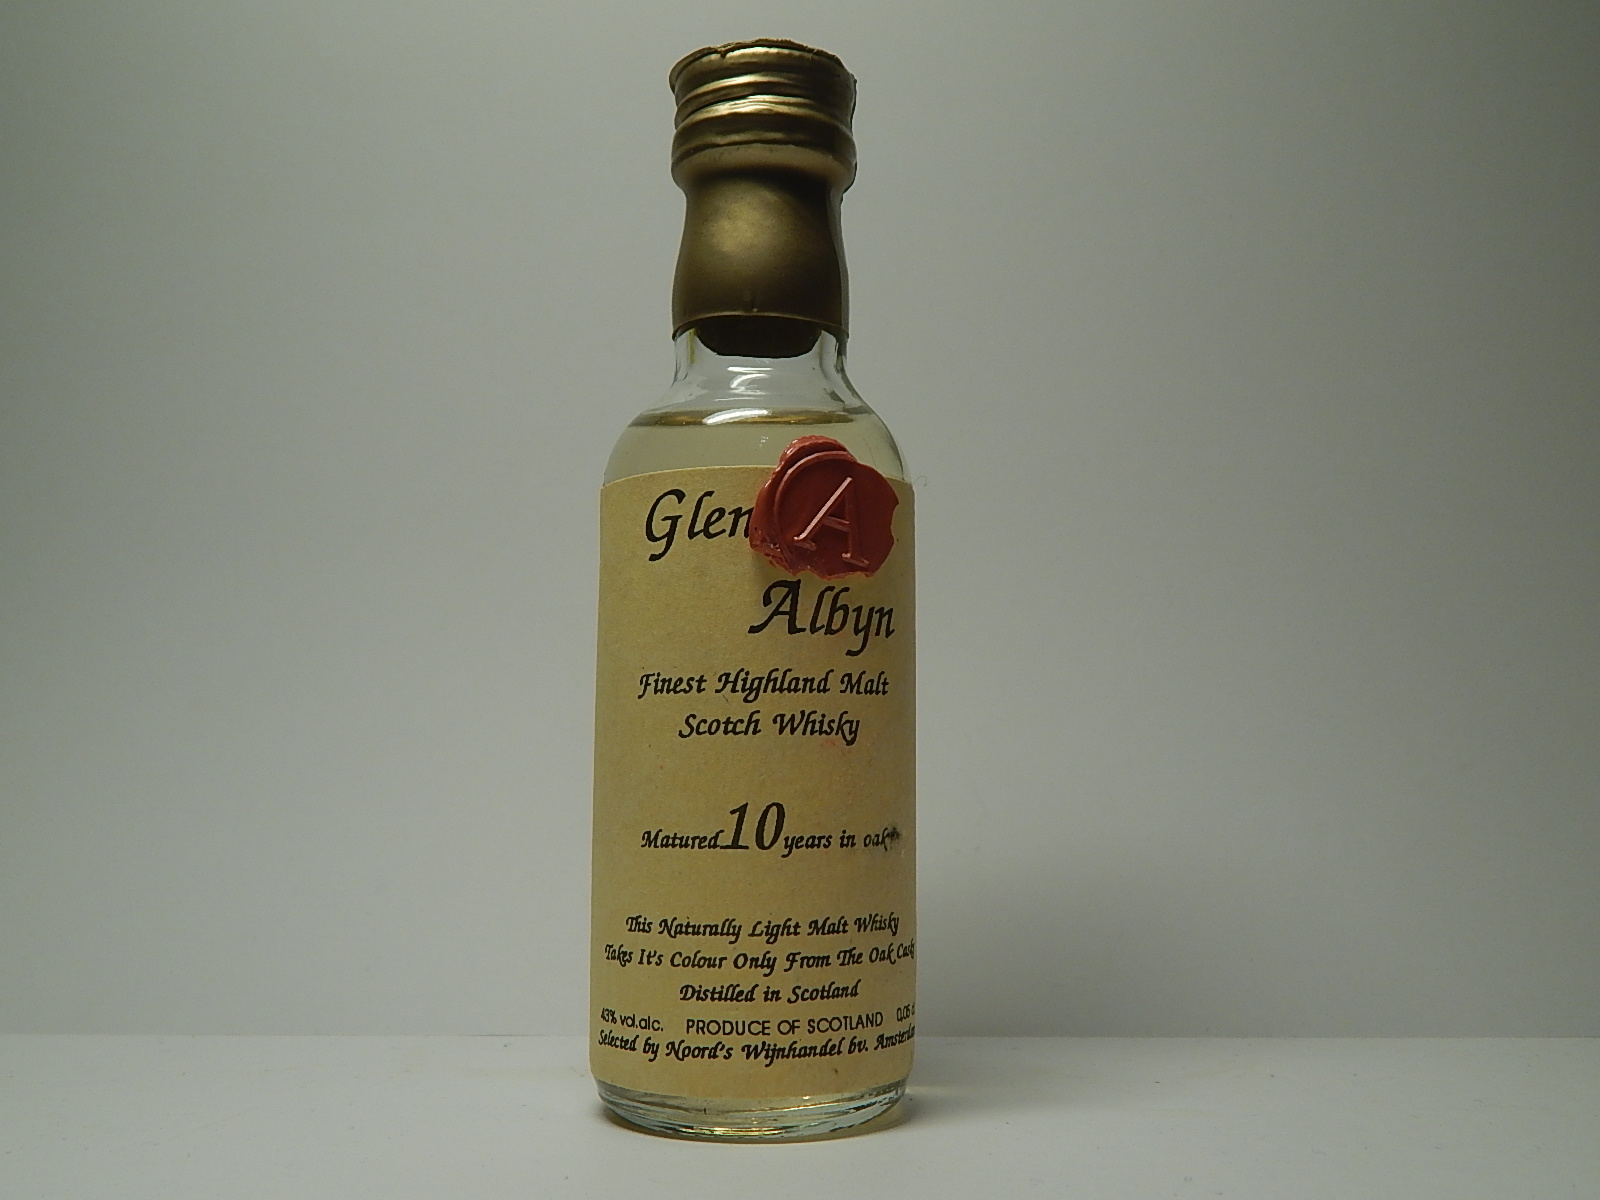 Glen
A
Albyn
Finest Highland Malt
Scotch Whisky
Matured 10 years in oak
This Naturally Light Malt Whisky
Takes It's Colour Only From The Oak Cask
Distilled in Scotland
43% vol.alc. PRODUCE OF SCOTLAND 0,05
Selected by Noord's Wijnhandel bv.